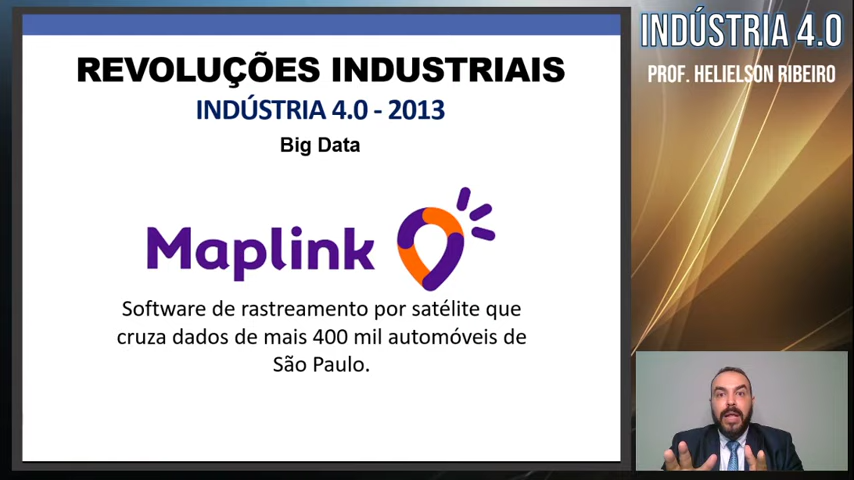 REVOLUÇÕES INDUSTRIAIS
INDÚSTRIA 4.0 - 2013
Big Data
Maplink
Software de rastreamento por satélite que
cruza dados de mais 400 mil automóveis de
São Paulo.
INDÚSTRIA 4.0
PROF. HELIELSON RIBEIRO